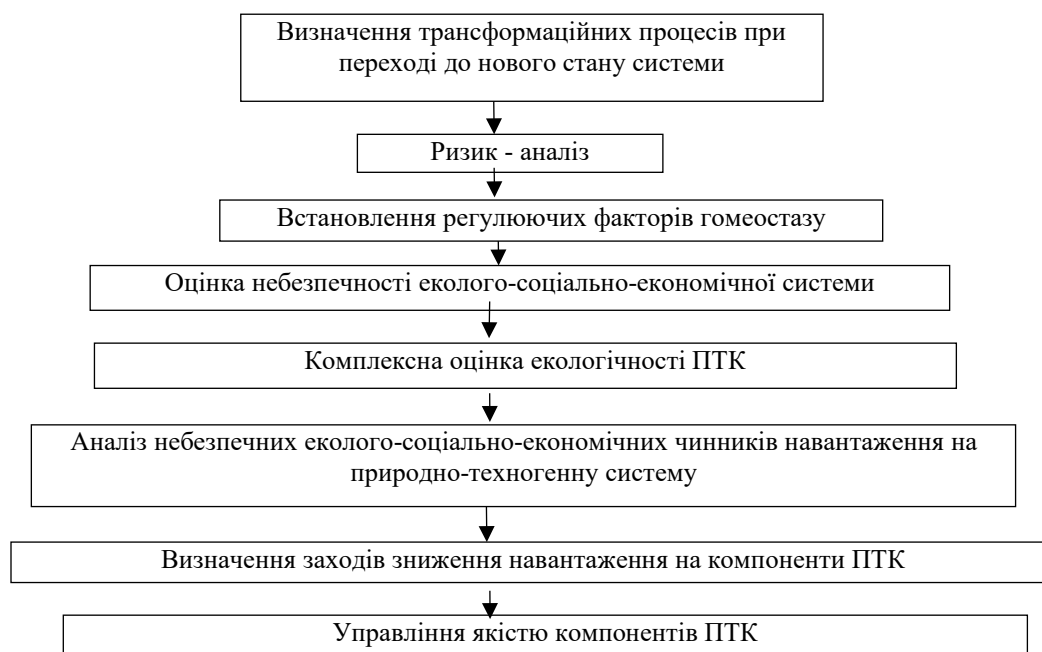 Визначення трансформаційних процесів при
переході до нового стану системи
Ризик - аналіз
Встановлення регулюючих факторів гомеостазу
Оцінка небезпечності еколого-соціально-економічної системи
Комплексна оцінка екологічності ПТК
Аналіз небезпечних еколого-соціально-економічних чинників навантаження на
природно-техногенну систему
Визначення заходів зниження навантаження на компоненти ПТК
Управління якістю компонентів ПТК